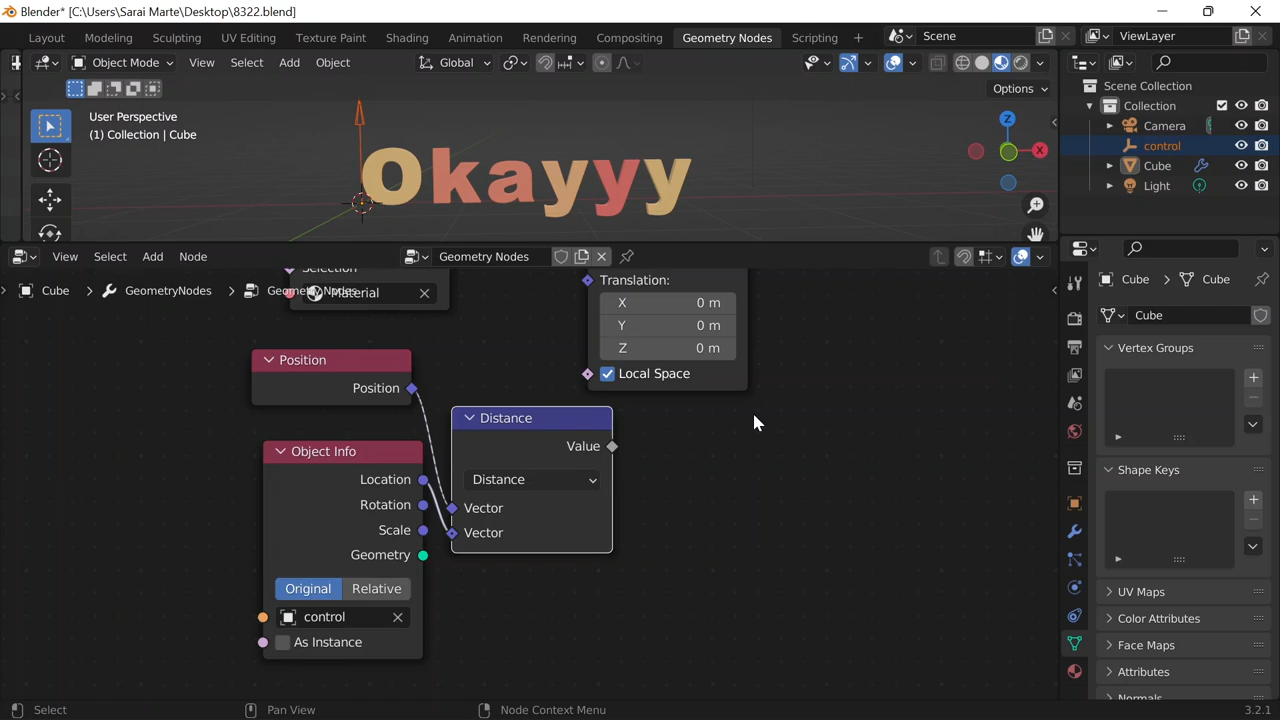 Blender* [C:\Users\Sarai Marte\Desktop\8322.blend]
Layout Modeling Sculpting UV Editing Texture Paint Shading Animation Rendering Compositing Geometry Nodes Scripting + Scene ViewLayer
Object Mode View Select Add Object Global
Options
User Perspective
(1) Collection | Cube
Z
X
Okayyy
Scene Collection
Collection
Camera
control
Cube
Light
View Select Add Node Geometry Nodes
Cube GeometryNodes Geometry Nodes
Selection
Material
Translation:
X 0 m
Y 0 m
Z 0 m
Local Space
Position
Position
Distance
Value
Distance
Vector
Vector
Object Info
Location
Rotation
Scale
Geometry
Original Relative
control
As Instance
Cube Cube
Cube
Vertex Groups
Shape Keys
UV Maps
Color Attributes
Face Maps
Attributes
Normals
Select Pan View Node Context Menu 3.2.1